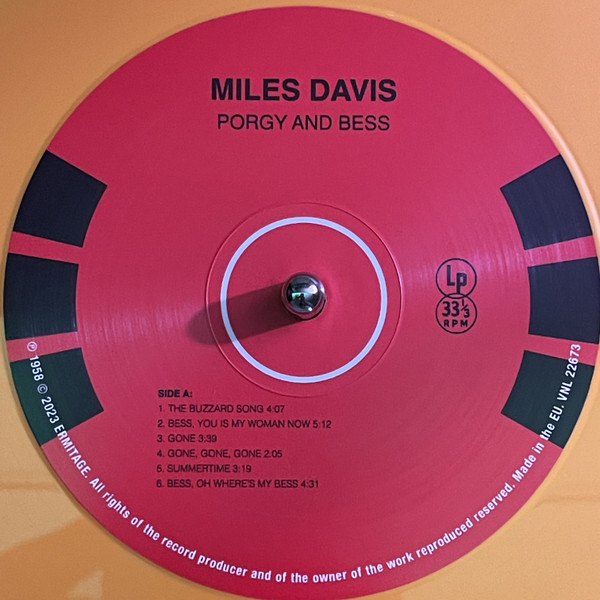 MILES DAVIS
PORGY AND BESS
Lp
33⅓
RPM
SIDE A:
1. THE BUZZARD SONG 4:07
2. BESS, YOU IS MY WOMAN NOW 5:12
3. GONE 3:39
4. GONE, GONE, GONE 2:05
5. SUMMERTIME 3:19
6. BESS, OH WHERE'S MY BESS 4:31
℗ 1958 © 2023 ERMITAGE. All rights of the record producer and of the owner of the work reproduced reserved. Made in the EU. VNL 22673